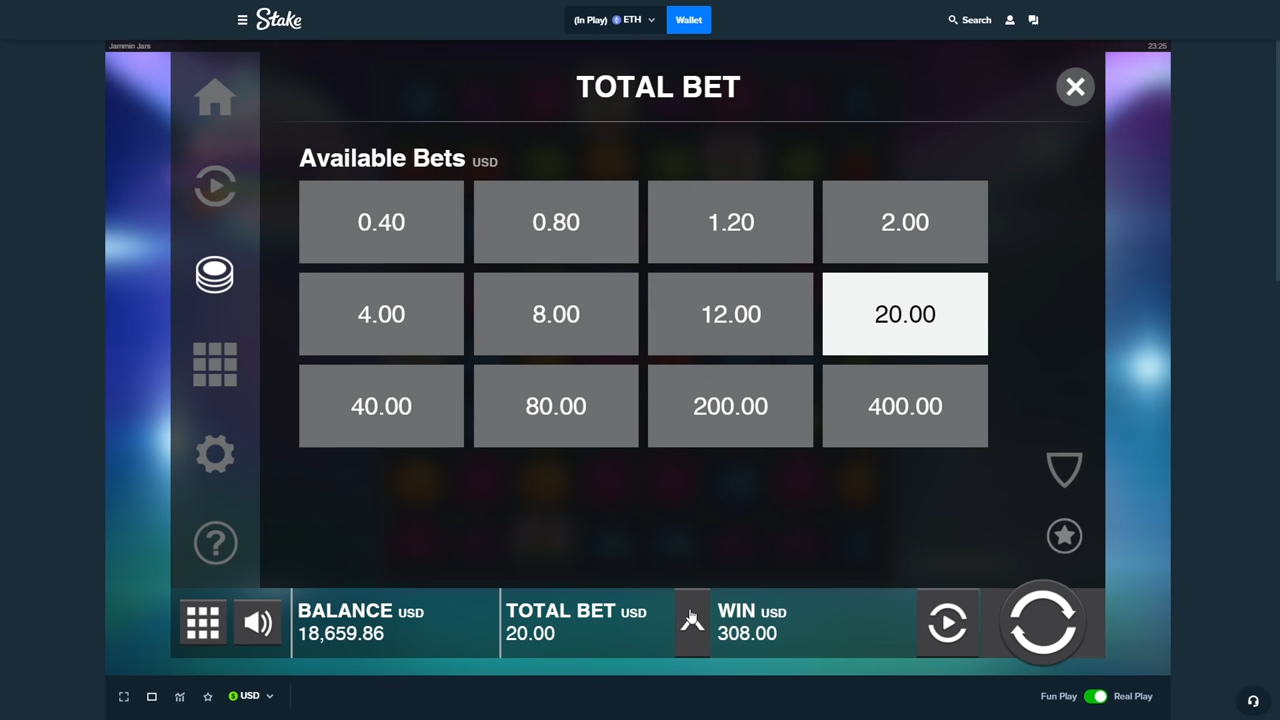 Stake
(In Play) ETH
Wallet
Search
Jammin Jars
23:25
TOTAL BET
Available Bets USD
0.40 0.80 1.20 2.00
4.00 8.00 12.00 20.00
40.00 80.00 200.00 400.00
BALANCE USD
18,659.86
TOTAL BET USD
20.00
WIN USD
308.00
USD
Fun Play
Real Play